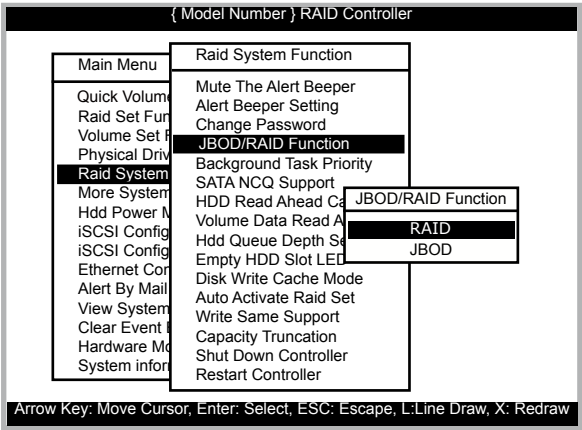 { Model Number } RAID Controller
Main Menu
Quick Volume
Raid Set Fun
Volume Set F
Physical Driv
Raid System
More System
Hdd Power M
iSCSI Config
iSCSI Config
Ethernet Con
Alert By Mail
View System
Clear Event
Hardware Mo
System infor
Raid System Function
Mute The Alert Beeper
Alert Beeper Setting
Change Password
JBOD/RAID Function
Background Task Priority
SATA NCQ Support
HDD Read Ahead Ca
Volume Data Read A
Hdd Queue Depth Se
Empty HDD Slot LED
Disk Write Cache Mode
Auto Activate Raid Set
Write Same Support
Capacity Truncation
Shut Down Controller
Restart Controller
JBOD/RAID Function
RAID
JBOD
Arrow Key: Move Cursor, Enter: Select, ESC: Escape, L:Line Draw, X: Redraw